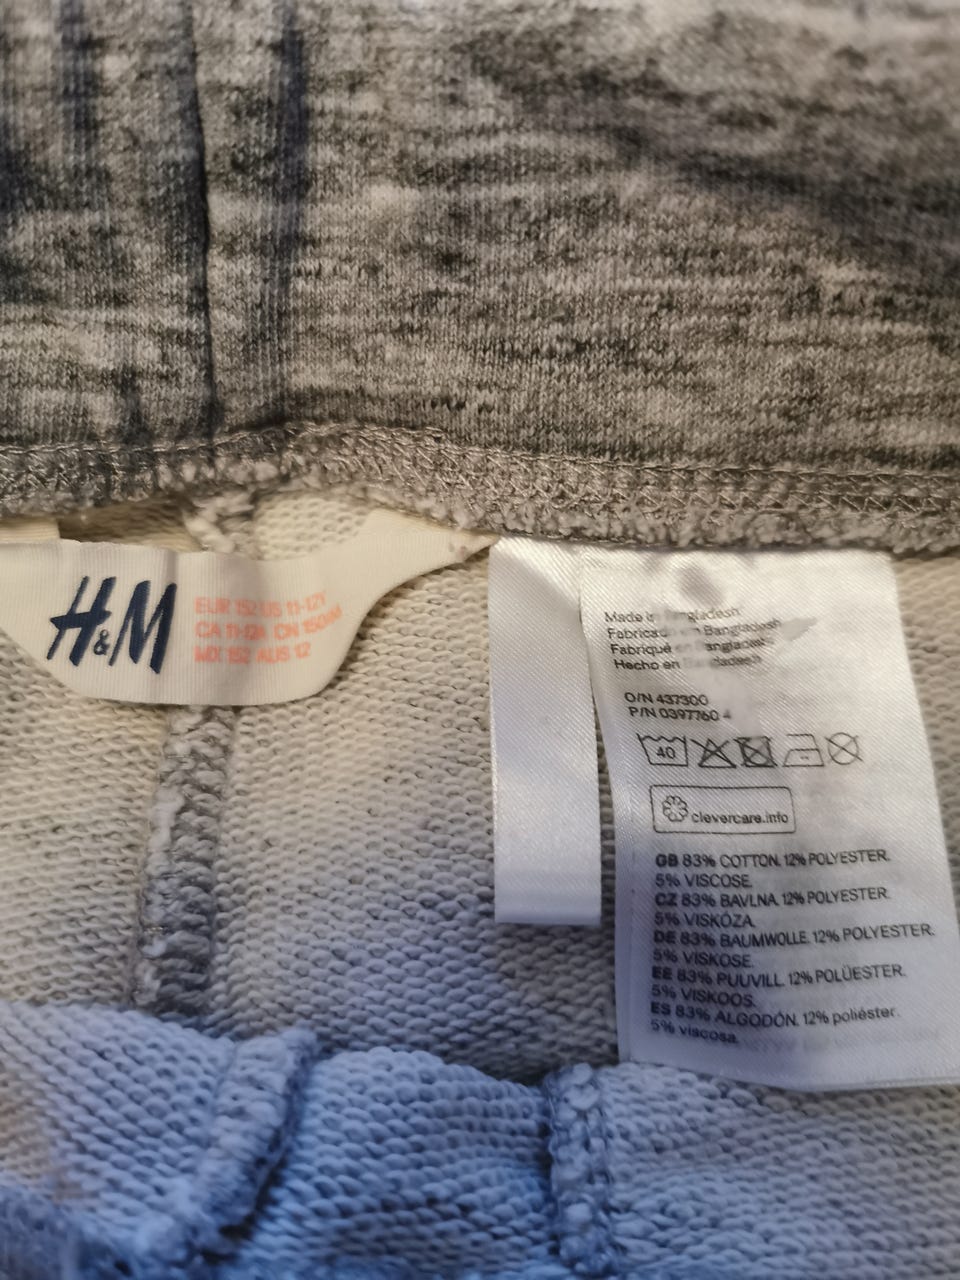 H&M
EUR 152 US 11-12Y
CA 11-12A CN 150/
MX 152 AUS 12
Made in
Fabricado em Bangladesh
Fabriqué en Bangladesh
Hecho en Bangladesh
O/N 437300
P/N 0397760 4
40
clevercare.info
GB 83% COTTON. 12% POLYESTER.
5% VISCOSE.
CZ 83% BAVLNA. 12% POLYESTER.
5% VISKÓZA.
DE 83% BAUMWOLLE. 12% POLYESTER.
5% VISKOSE.
EE 83% PUUVILL. 12% POLÜESTER.
5% VISKOOS.
ES 83% ALGODÓN. 12% poliéster.
5% viscosa.